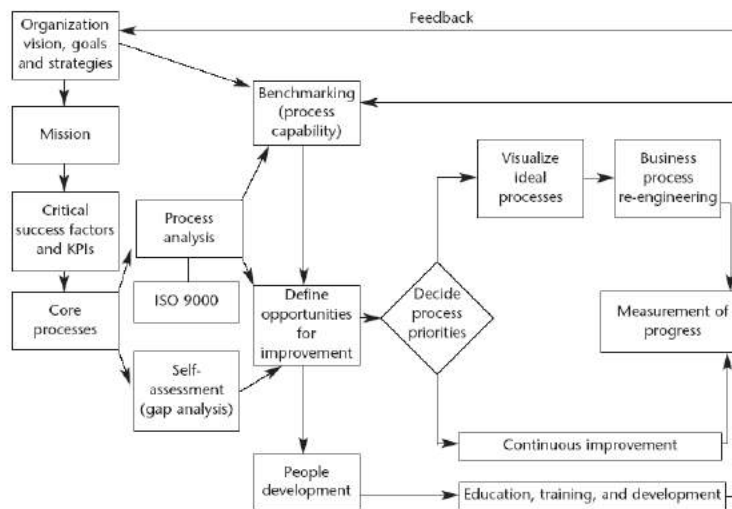 Feedback
Organization
vision, goals
and strategies
Benchmarking
(process
capability)
Mission
Visualize
ideal
processes
Business
process
re-engineering
Critical
success factors
and KPIs
Process
analysis
ISO 9000
Core
processes
Define
opportunities
for
improvement
Decide
process
priorities
Measurement of
progress
Self-
assessment
(gap analysis)
Continuous improvement
People
development
Education, training, and development